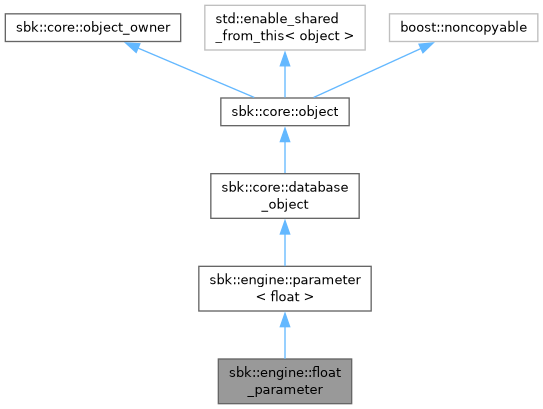 sbk::core::object_owner
std::enable_shared
_from_this< object >
boost::noncopyable
sbk::core::object
sbk::core::database
_object
sbk::engine::parameter
< float >
sbk::engine::float
_parameter